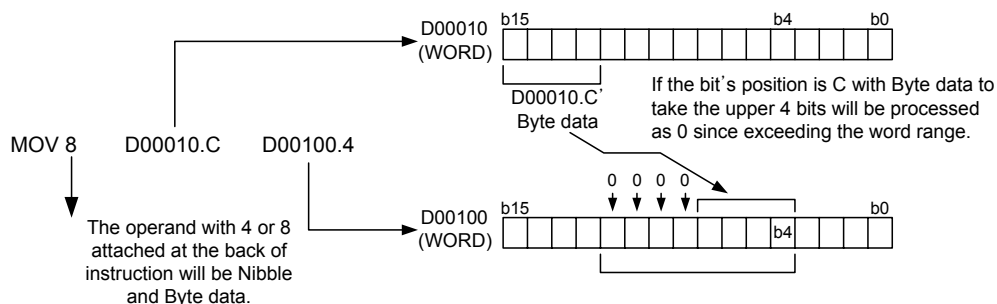 b15
b4
b0
D00010
(WORD)
D00010.C’
Byte data
If the bit’s position is C with Byte data to
take the upper 4 bits will be processed
as 0 since exceeding the word range.
MOV 8
D00010.C
D00100.4
0 0 0 0
The operand with 4 or 8
attached at the back of
instruction will be Nibble
and Byte data.
D00100
(WORD)
b15
b0
b4